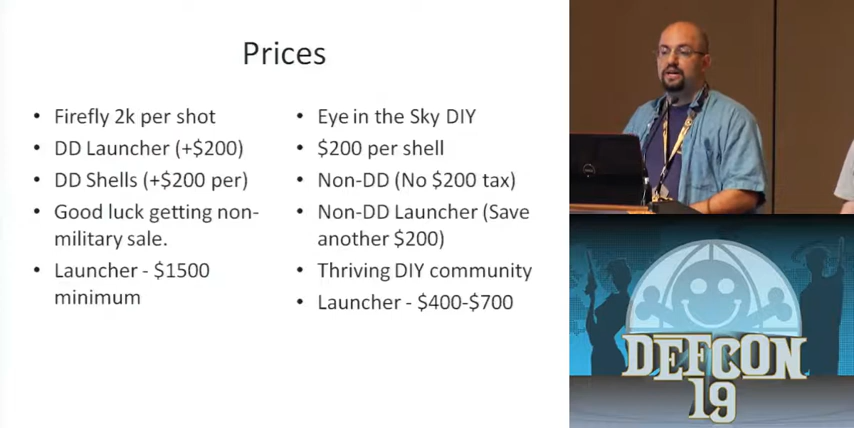 Prices
Firefly 2k per shot
DD Launcher (+$200)
DD Shells (+$200 per)
Good luck getting non-
military sale.
Launcher - $1500
minimum
Eye in the Sky DIY
$200 per shell
Non-DD (No $200 tax)
Non-DD Launcher (Save
another $200)
Thriving DIY community
Launcher - $400-$700
DEFCON
19